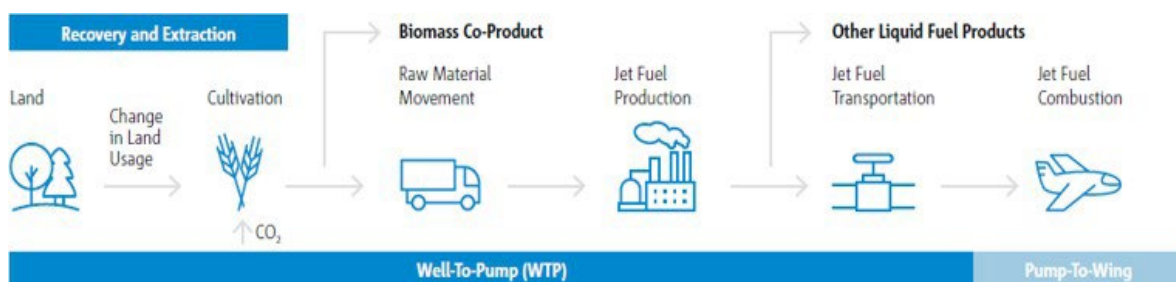 Recovery and Extraction
Biomass Co-Product
Other Liquid Fuel Products
Land
Change
in Land
Usage
Cultivation
Raw Material
Movement
Jet Fuel
Production
Jet Fuel
Transportation
Jet Fuel
Combustion
CO₂
Well-To-Pump (WTP)
Pump-To-Wing